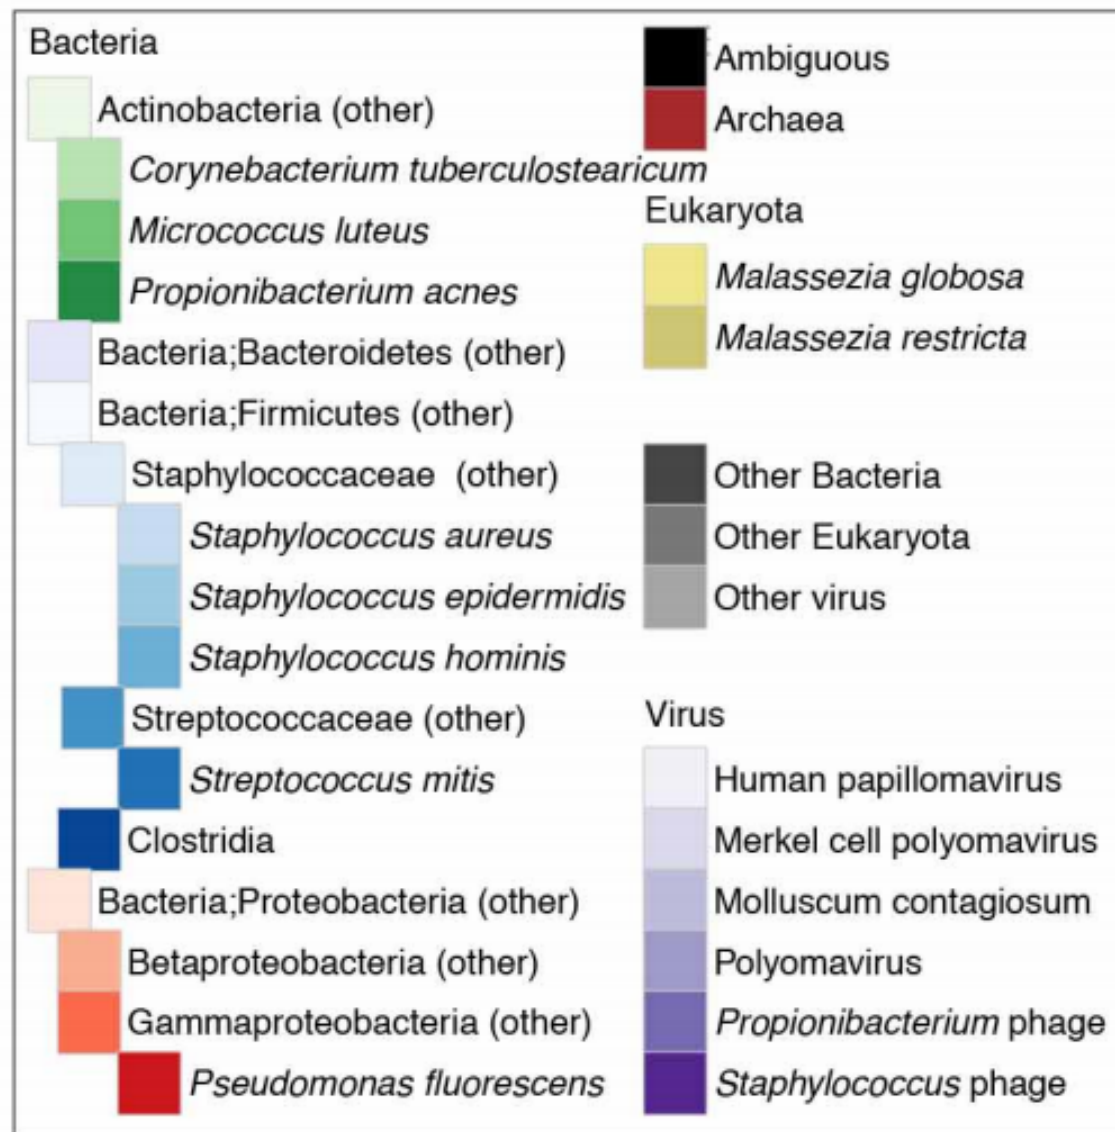 Bacteria
Actinobacteria (other)
Corynebacterium tuberculostearicum
Micrococcus luteus
Propionibacterium acnes
Bacteria;Bacteroidetes (other)
Bacteria;Firmicutes (other)
Staphylococcaceae (other)
Staphylococcus aureus
Staphylococcus epidermidis
Staphylococcus hominis
Streptococcaceae (other)
Streptococcus mitis
Clostridia
Bacteria;Proteobacteria (other)
Betaproteobacteria (other)
Gammaproteobacteria (other)
Pseudomonas fluorescens
Ambiguous
Archaea
Eukaryota
Malassezia globosa
Malassezia restricta
Other Bacteria
Other Eukaryota
Other virus
Virus
Human papillomavirus
Merkel cell polyomavirus
Molluscum contagiosum
Polyomavirus
Propionibacterium phage
Staphylococcus phage